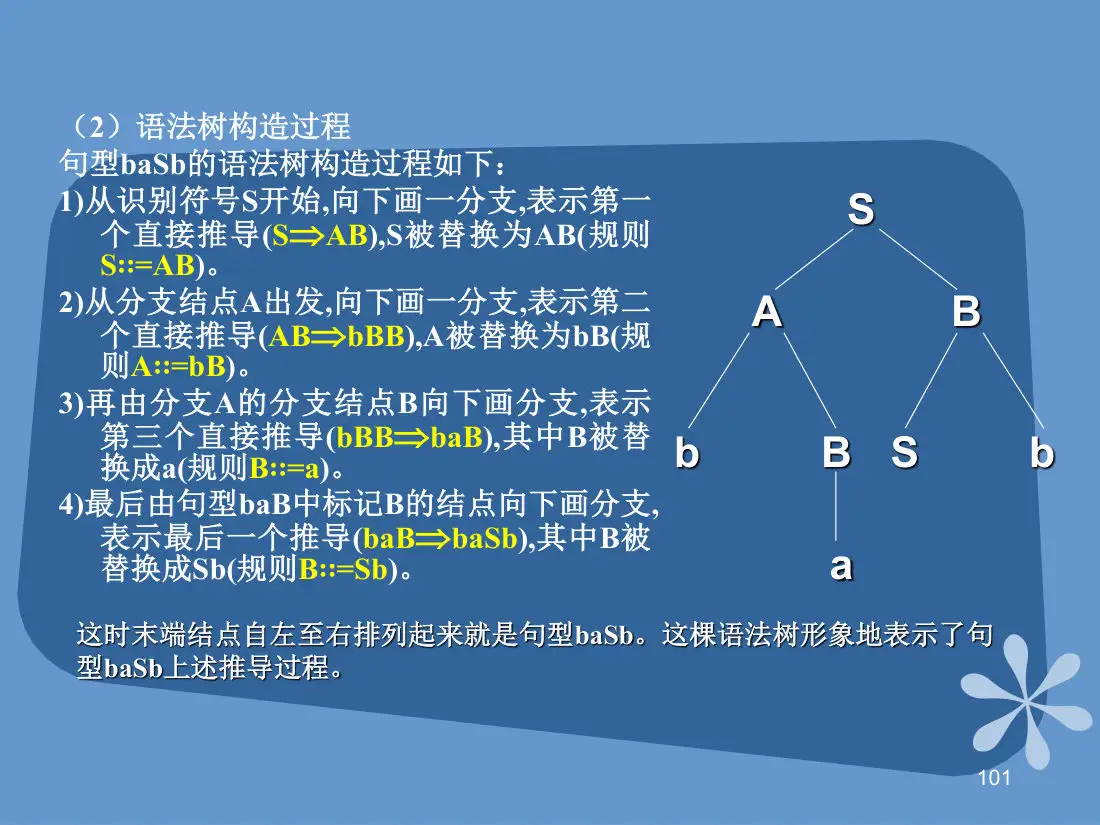 （2）语法树构造过程
句型baSb的语法树构造过程如下：
1)从识别符号S开始,向下画一分支,表示第一
个直接推导(S⇒AB),S被替换为AB(规则
S∷=AB)。
2)从分支结点A出发,向下画一分支,表示第二
个直接推导(AB⇒bBB),A被替换为bB(规
则A∷=bB)。
3)再由分支A的分支结点B向下画分支,表示
第三个直接推导(bBB⇒baB),其中B被替
换成a(规则B∷=a)。
4)最后由句型baB中标记B的结点向下画分支,
表示最后一个推导(baB⇒baSb),其中B被
替换成Sb(规则B∷=Sb)。
S
A B
b B S b
a
这时末端结点自左至右排列起来就是句型baSb。这棵语法树形象地表示了句
型baSb上述推导过程。
101